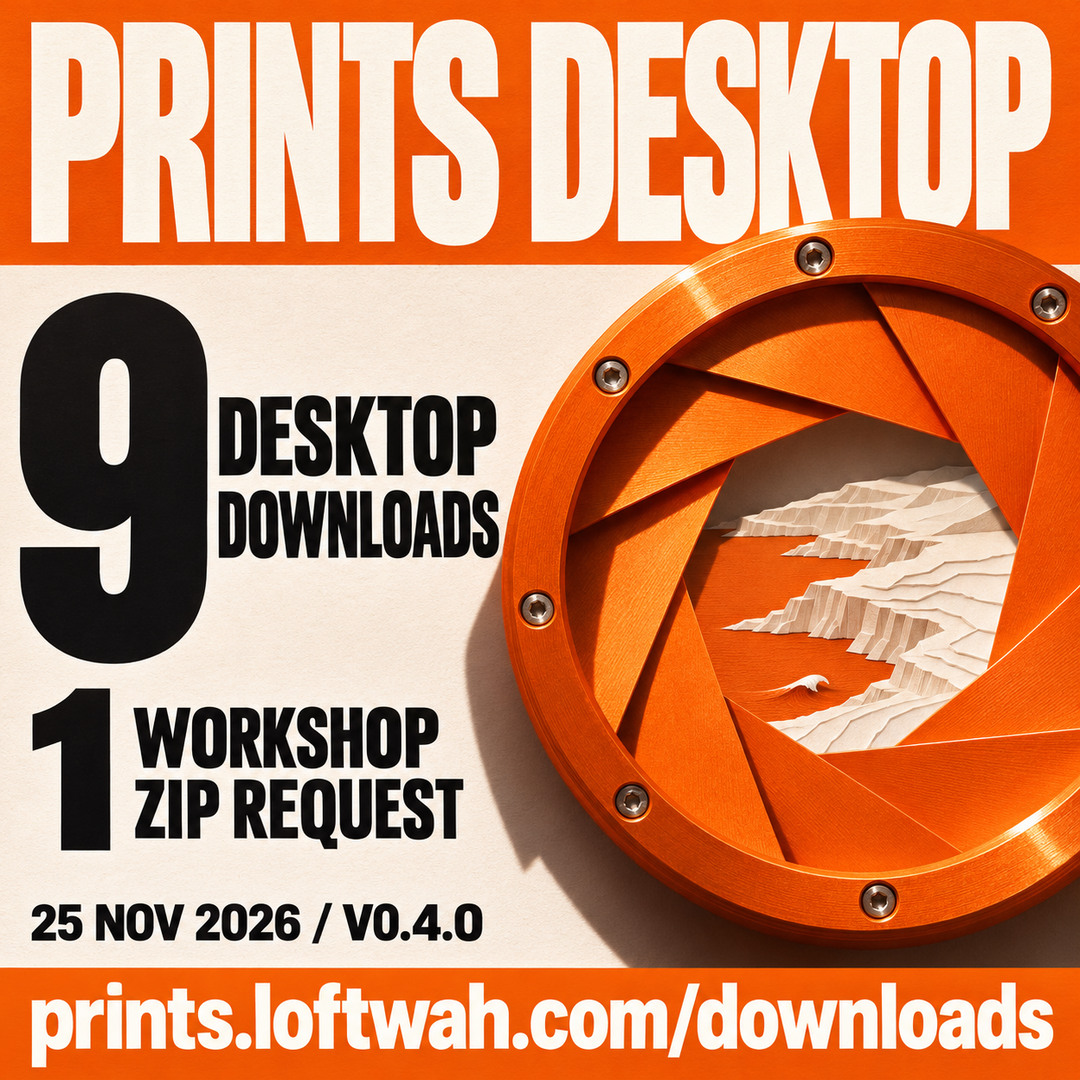 PRINTS DESKTOP
9
DESKTOP
DOWNLOADS
1
WORKSHOP
ZIP REQUEST
25 NOV 2026 / V0.4.0
prints.loftwah.com/downloads